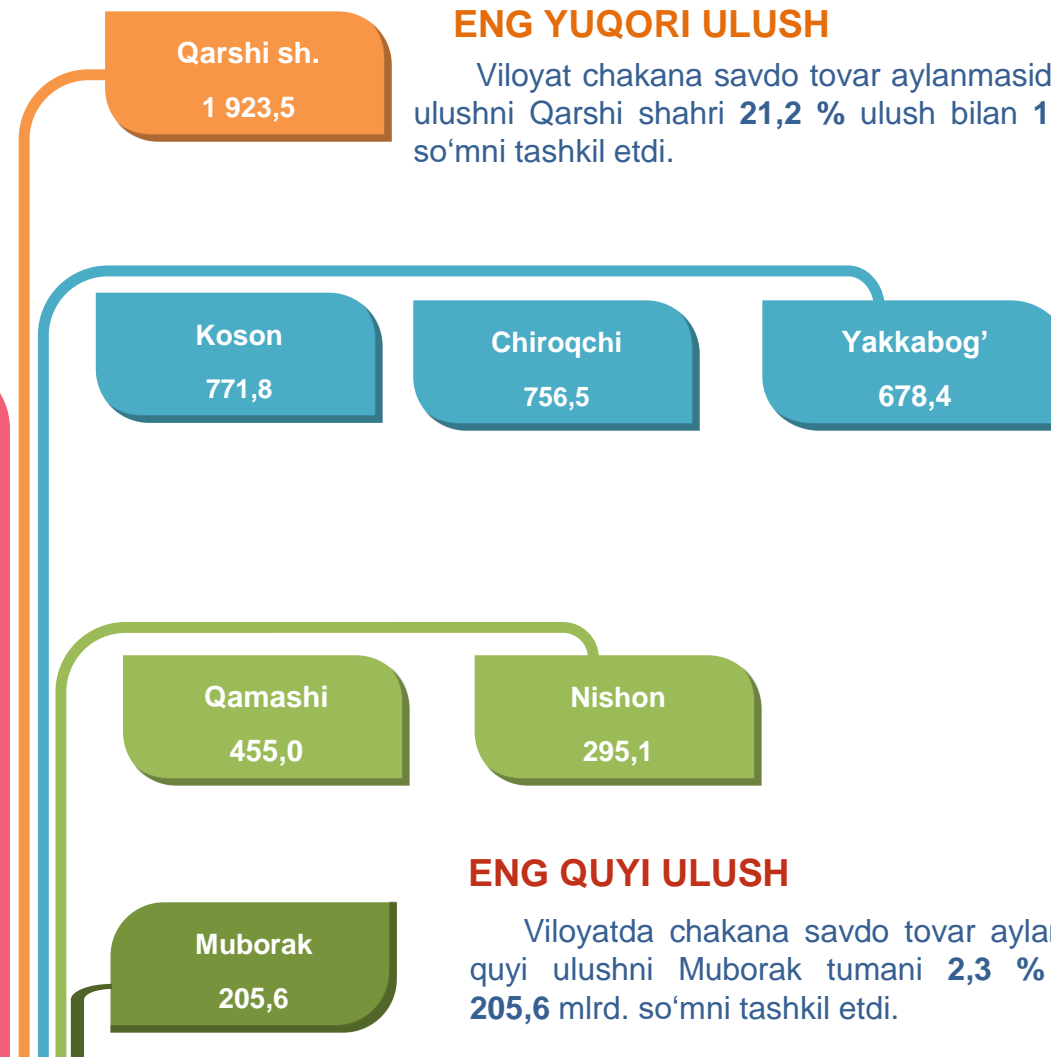 ENG YUQORI ULUSH
Qarshi sh.
1 923,5
Viloyat chakana savdo tovar aylanmasid
ulushni Qarshi shahri 21,2 % ulush bilan 1
so‘mni tashkil etdi.
Koson
771,8
Chiroqchi
756,5
Yakkabog’
678,4
Qamashi
455,0
Nishon
295,1
ENG QUYI ULUSH
Muborak
205,6
Viloyatda chakana savdo tovar aylan
quyi ulushni Muborak tumani 2,3 %
205,6 mlrd. so‘mni tashkil etdi.